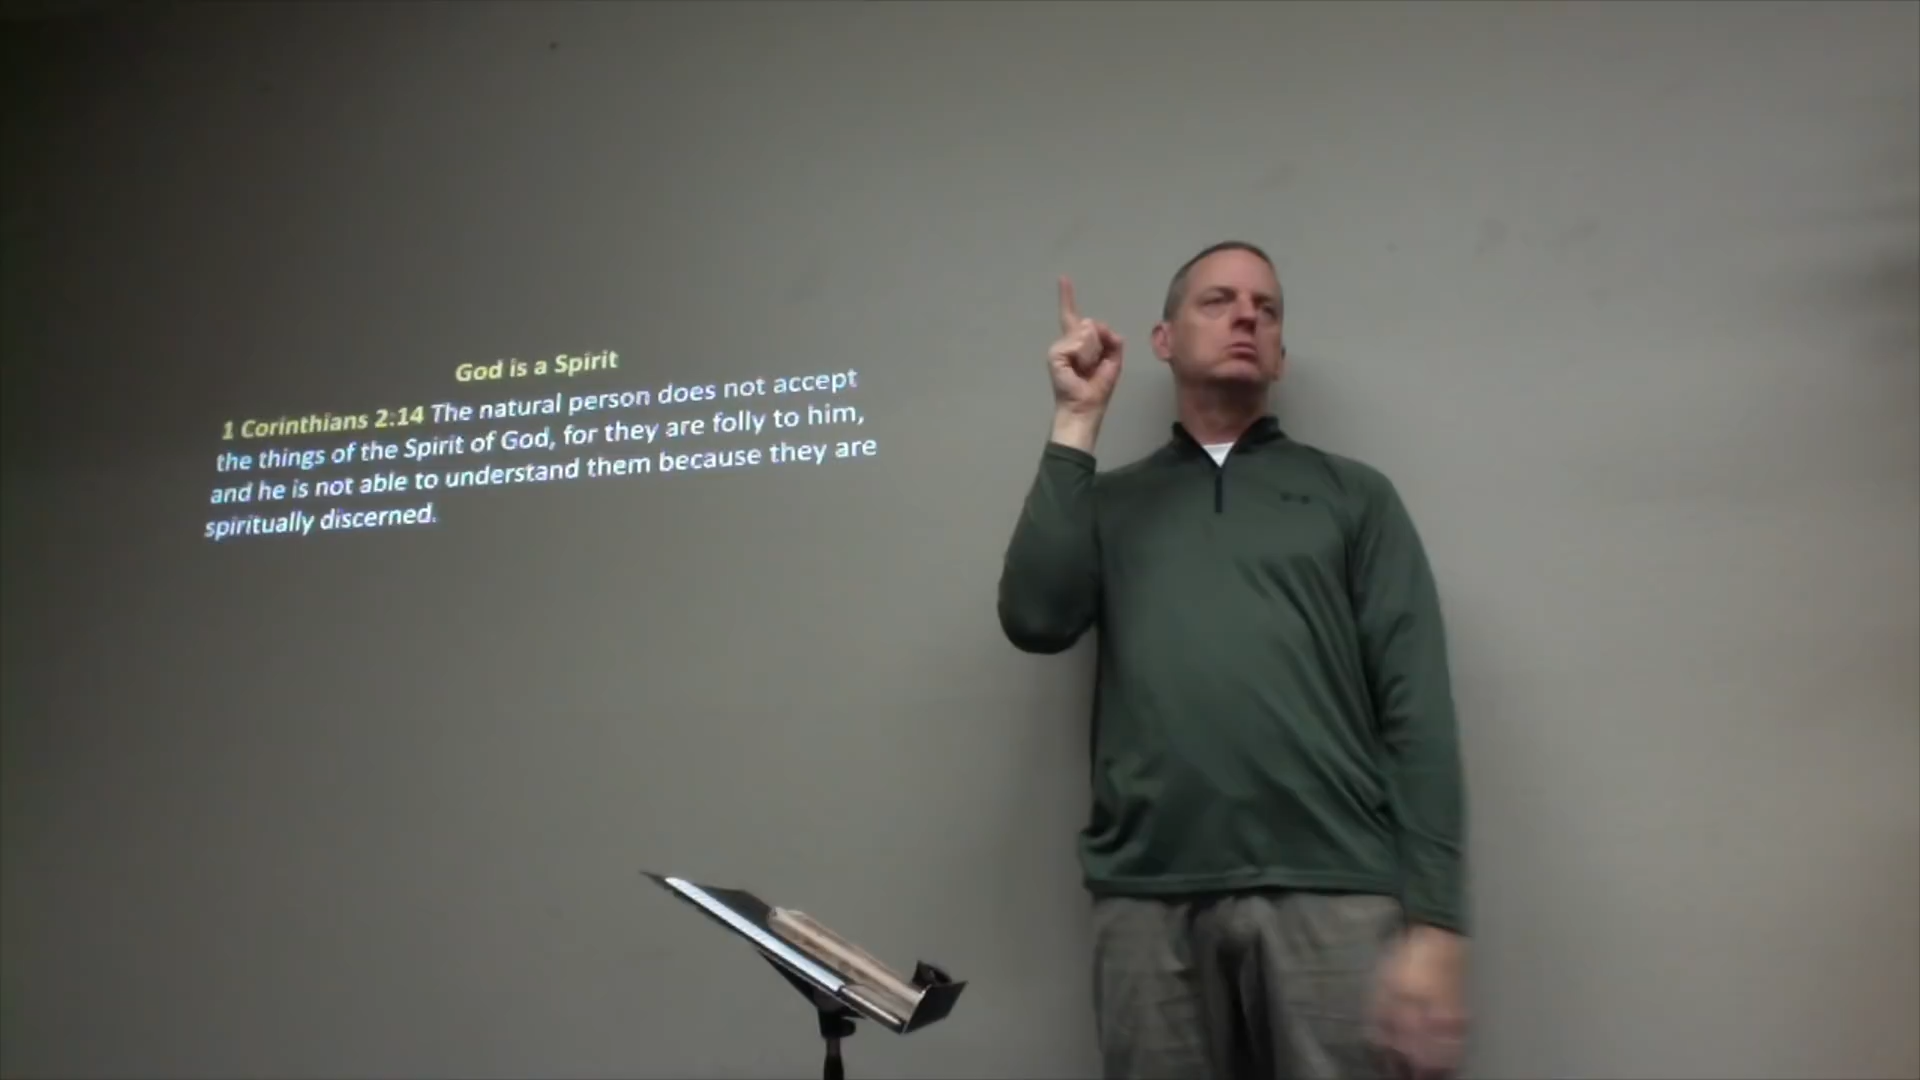 God is a Spirit
1 Corinthians 2:14 The natural person does not accept
the things of the Spirit of God, for they are folly to him,
and he is not able to understand them because they are
spiritually discerned.